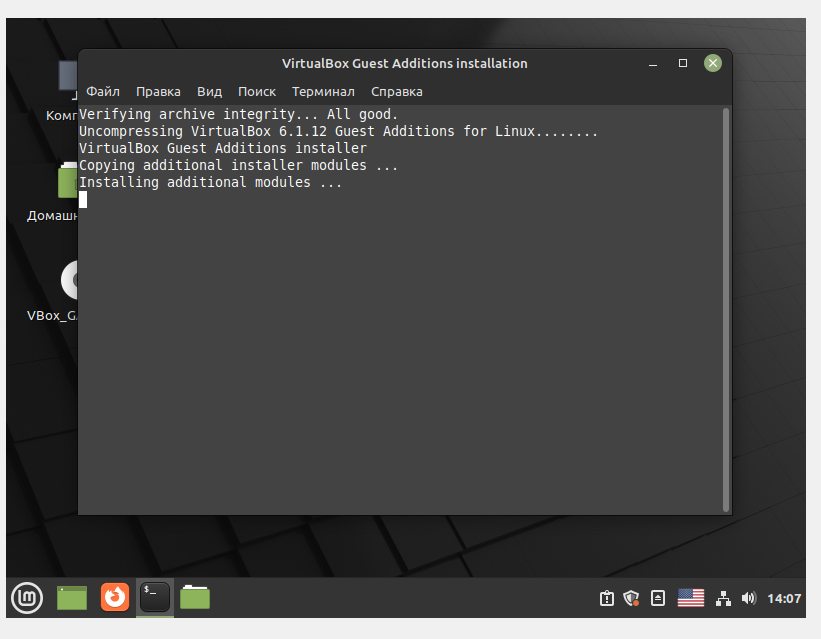 VirtualBox Guest Additions installation
Файл Правка Вид Поиск Терминал Справка
Verifying archive integrity... All good.
Uncompressing VirtualBox 6.1.12 Guest Additions for Linux........
VirtualBox Guest Additions installer
Copying additional installer modules ...
Installing additional modules ...
Комп
Домашн
VBox_G
$_
lm
14:07